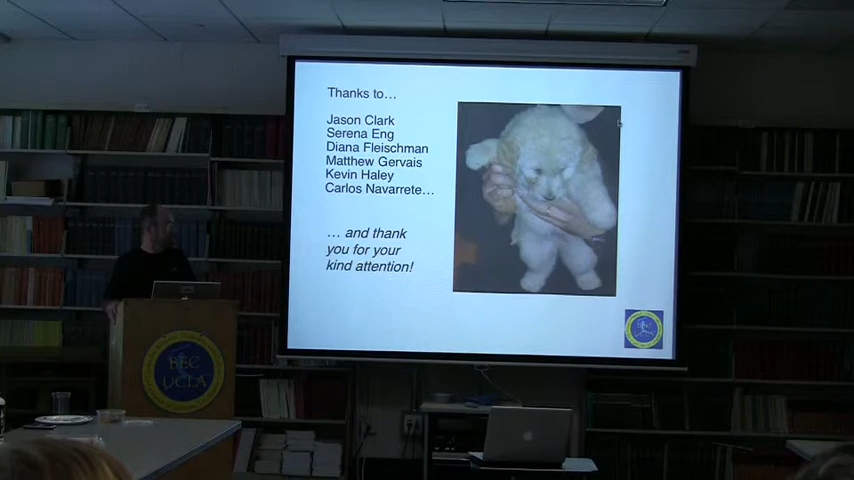 Thanks to…
Jason Clark
Serena Eng
Diana Fleischman
Matthew Gervais
Kevin Haley
Carlos Navarrete…
… and thank
you for your
kind attention!
BEC
UCLA